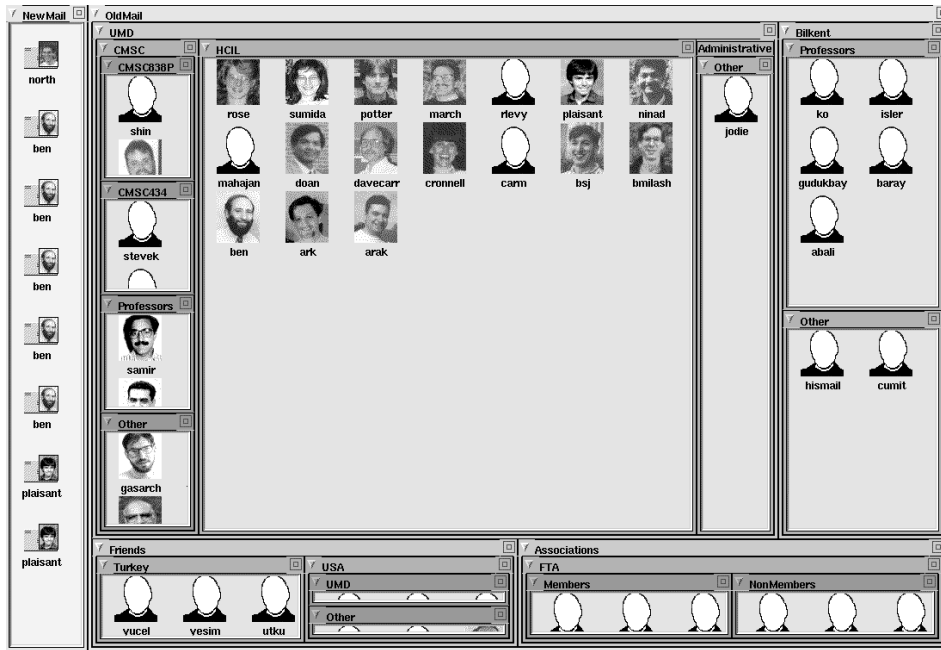 NewMail
north
ben
ben
ben
ben
ben
plaisant
plaisant
OldMail
UMD
CMSC
CMSC838P
shin
CMSC434
stevek
Professors
samir
Other
gasarch
HCIL
rose sumida potter march rlevy plaisant ninad
mahajan doan davecarr cronnell carm bsj bmilash
ben ark arak
Administrative
Other
jodie
Bilkent
Professors
ko isler
gudukbay baray
abali
Other
hismail cumit
Friends
Turkey
yucel yesim utku
USA
UMD
Other
Associations
FTA
Members
NonMembers